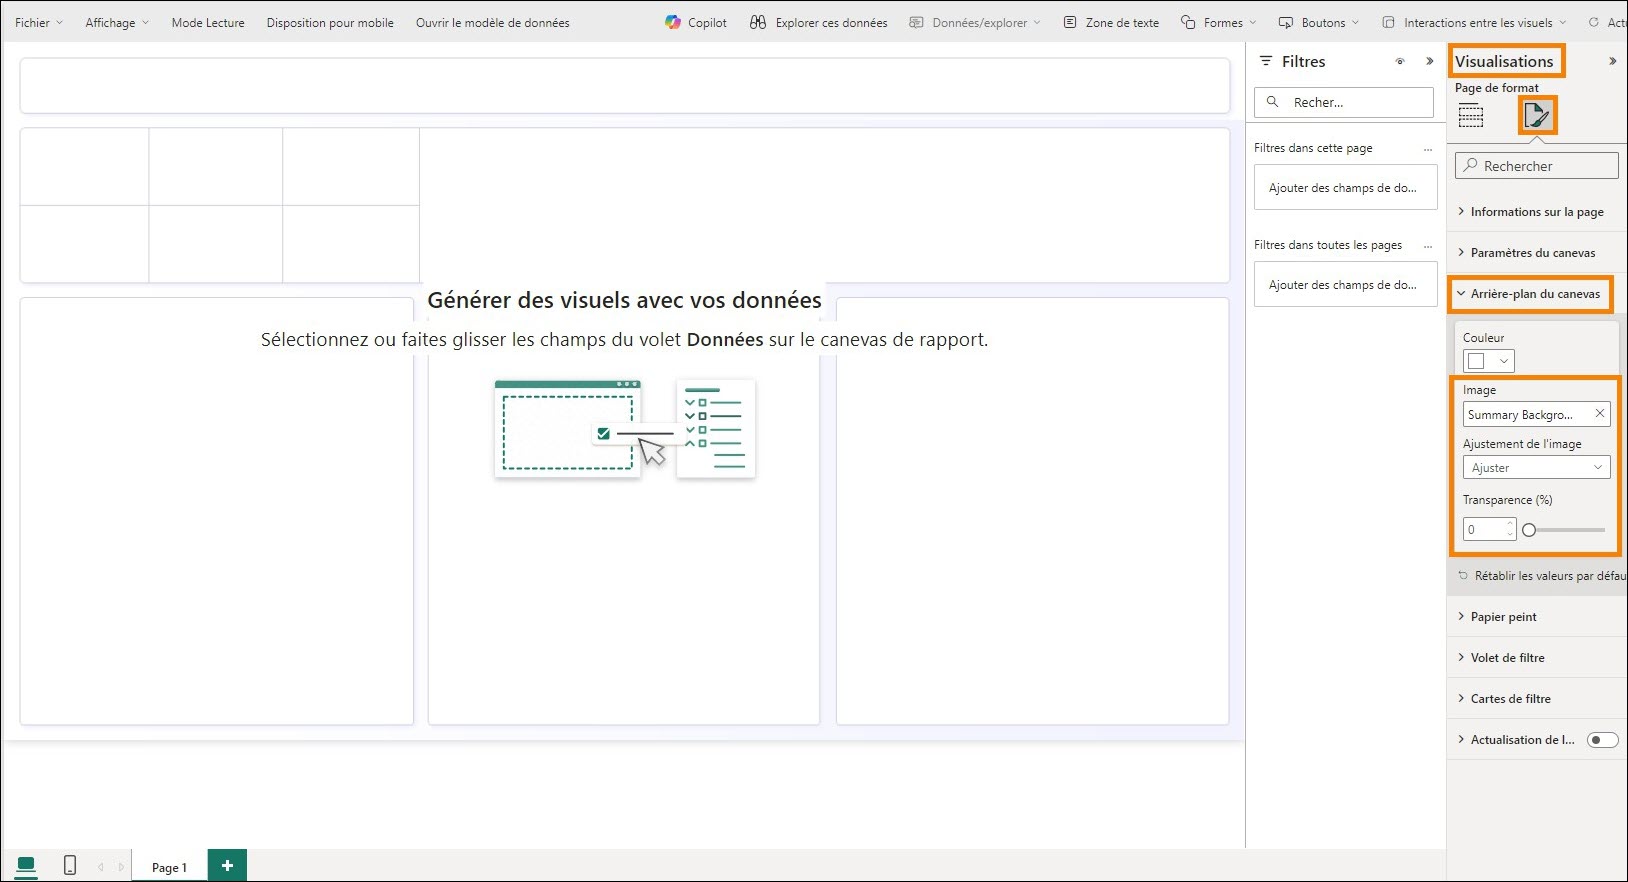 Fichier
Affichage
Mode Lecture
Disposition pour mobile
Ouvrir le modèle de données
Copilot
Explorer ces données
Données/explorer
Zone de texte
Formes
Boutons
Interactions entre les visuels
Actu
Générer des visuels avec vos données
Sélectionnez ou faites glisser les champs du volet Données sur le canevas de rapport.
Filtres
Recher...
Filtres dans cette page
...
Ajouter des champs de do...
Filtres dans toutes les pages
...
Ajouter des champs de do...
Visualisations
Page de format
Rechercher
Informations sur la page
Paramètres du canevas
Arrière-plan du canevas
Couleur
Image
Summary Backgro...
Ajustement de l'image
Ajuster
Transparence (%)
0
Rétablir les valeurs par défau
Papier peint
Volet de filtre
Cartes de filtre
Actualisation de l...
Page 1